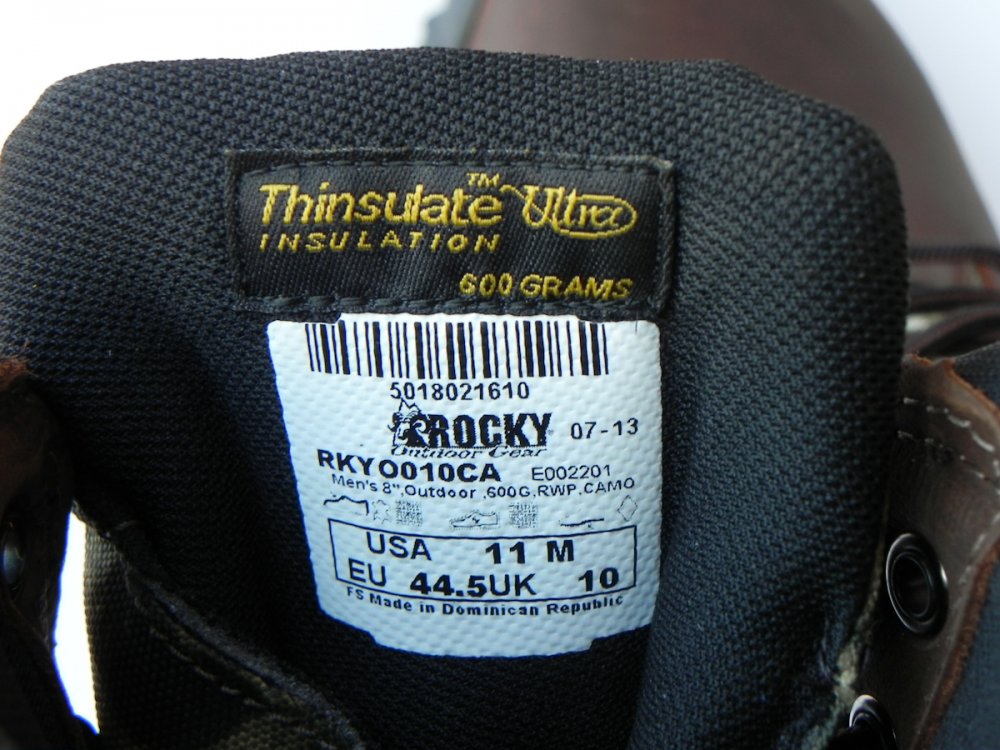 Thinsulate™ Ultra
INSULATION
600 GRAMS
5018021610
ROCKY 07-13
Outdoor Gear
RKYO010CA E002201
Men's 8",Outdoor ,600G,RWP,CAMO
USA 11 M
EU 44.5UK 10
FS Made in Dominican Republic